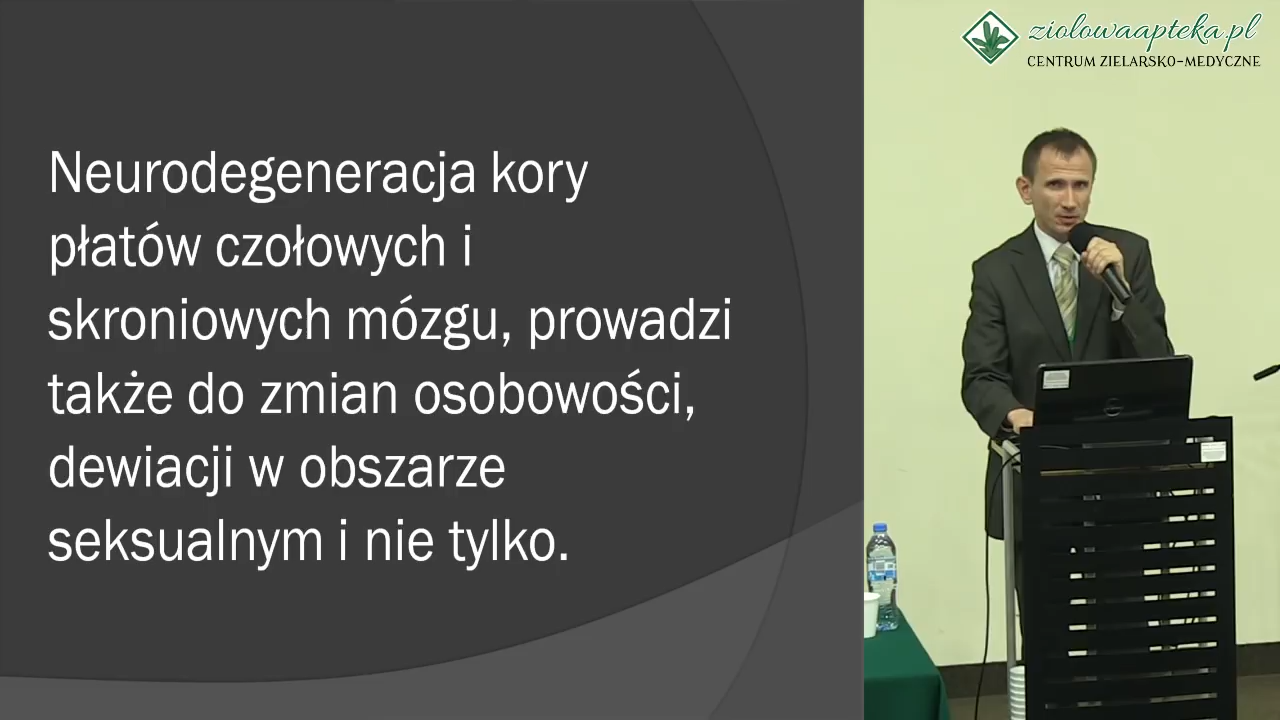 Neurodegeneracja kory
płatów czołowych i
skroniowych mózgu, prowadzi
także do zmian osobowości,
dewiacji w obszarze
seksualnym i nie tylko.
ziolowaapteka.pl
CENTRUM ZIELARSKO-MEDYCZNE